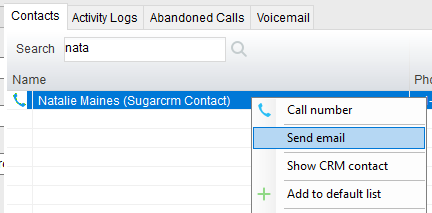 Contacts Activity Logs Abandoned Calls Voicemail
Search nata
Name
Natalie Maines (Sugarcrm Contact)
Call number
Send email
Show CRM contact
Add to default list